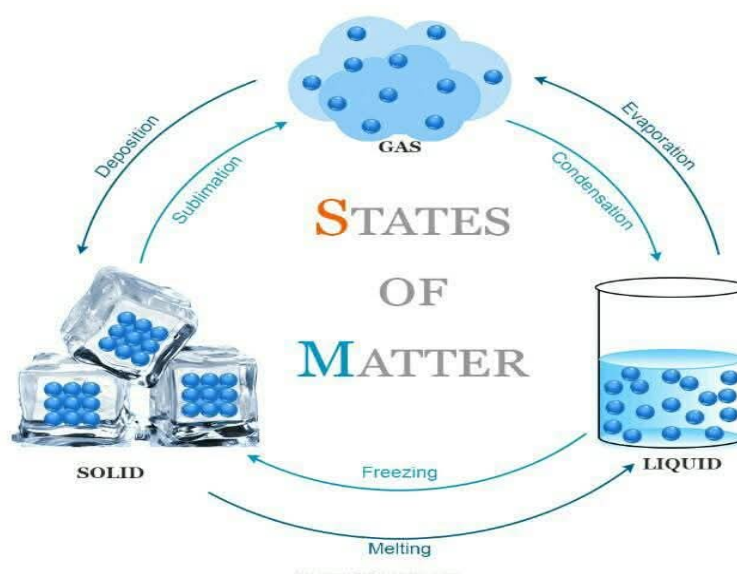 GAS
Deposition
Sublimation
Condensation
Evaporation
STATES
OF
MATTER
SOLID
LIQUID
Freezing
Melting